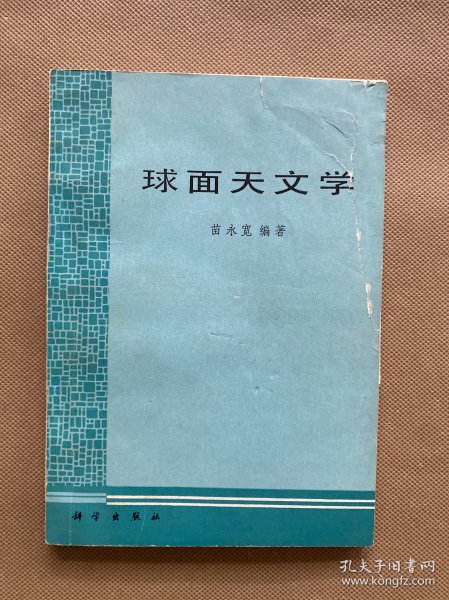 球面天文学
苗永宽 编著
科学出版社
孔夫子旧书网
www.kongfz.com